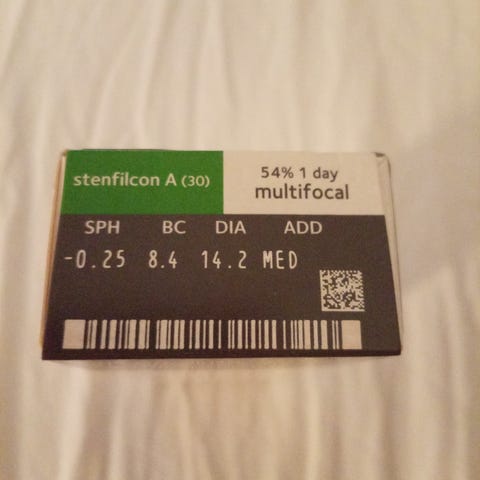 stenfilcon A (30)
54% 1 day
multifocal
SPH BC DIA ADD
-0.25 8.4 14.2 MED